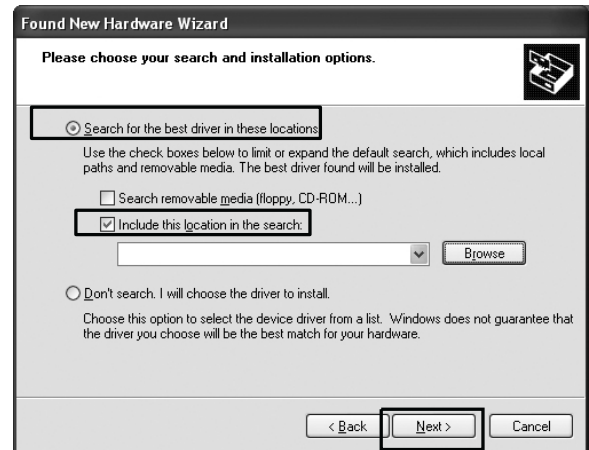 Found New Hardware Wizard
Please choose your search and installation options.
Search for the best driver in these locations
Use the check boxes below to limit or expand the default search, which includes local
paths and removable media. The best driver found will be installed.
Search removable media (floppy, CD-ROM...)
Include this location in the search:
Browse
Don't search. I will choose the driver to install.
Choose this option to select the device driver from a list. Windows does not guarantee that
the driver you choose will be the best match for your hardware.
< Back
Next >
Cancel